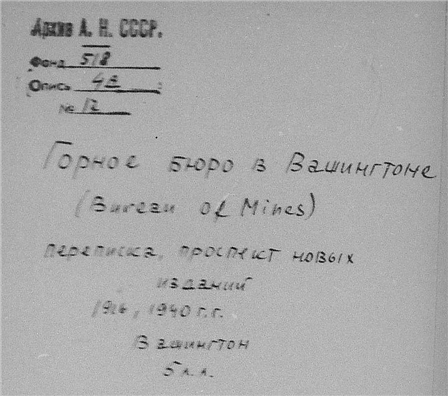 Архив А. Н. СССР.
Фонд 518
Опись 4а
№ 12
Горное бюро в Вашингтоне
(Bureau of Mines)
переписка, проспект новых
изданий
1926, 1940 г.г.
Вашингтон
5 л.л.